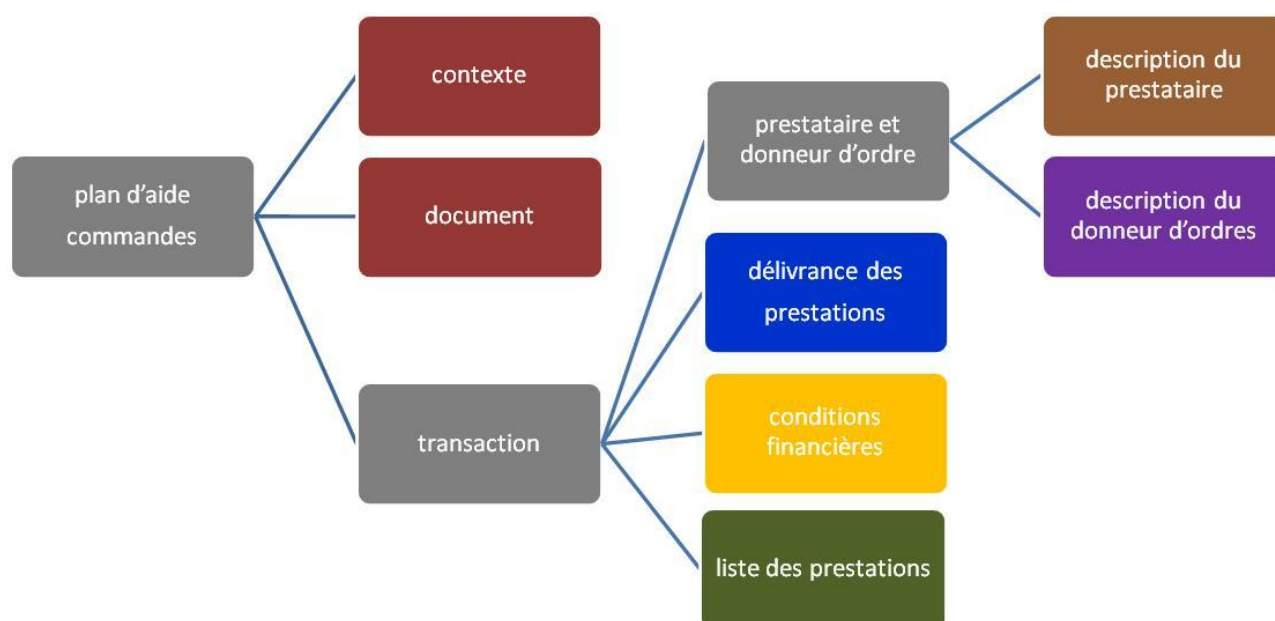 plan d’aide
commandes
contexte
document
transaction
prestataire et
donneur d’ordre
délivrance des
prestations
conditions
financières
liste des prestations
description du
prestataire
description du
donneur d’ordres